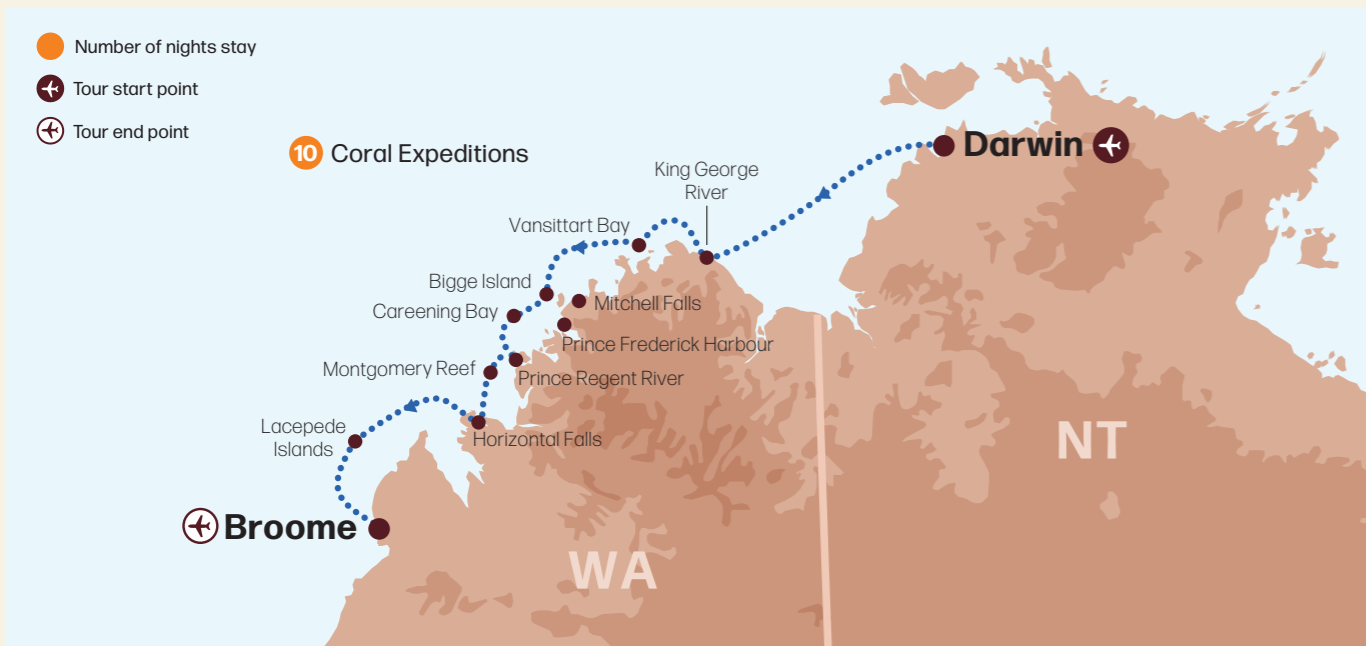 Number of nights stay
Tour start point
Tour end point
10 Coral Expeditions
Darwin
King George
River
Vansittart Bay
Bigge Island
Mitchell Falls
Careening Bay
Prince Frederick Harbour
Montgomery Reef
Prince Regent River
Lacepede
Islands
Horizontal Falls
NT
Broome
WA